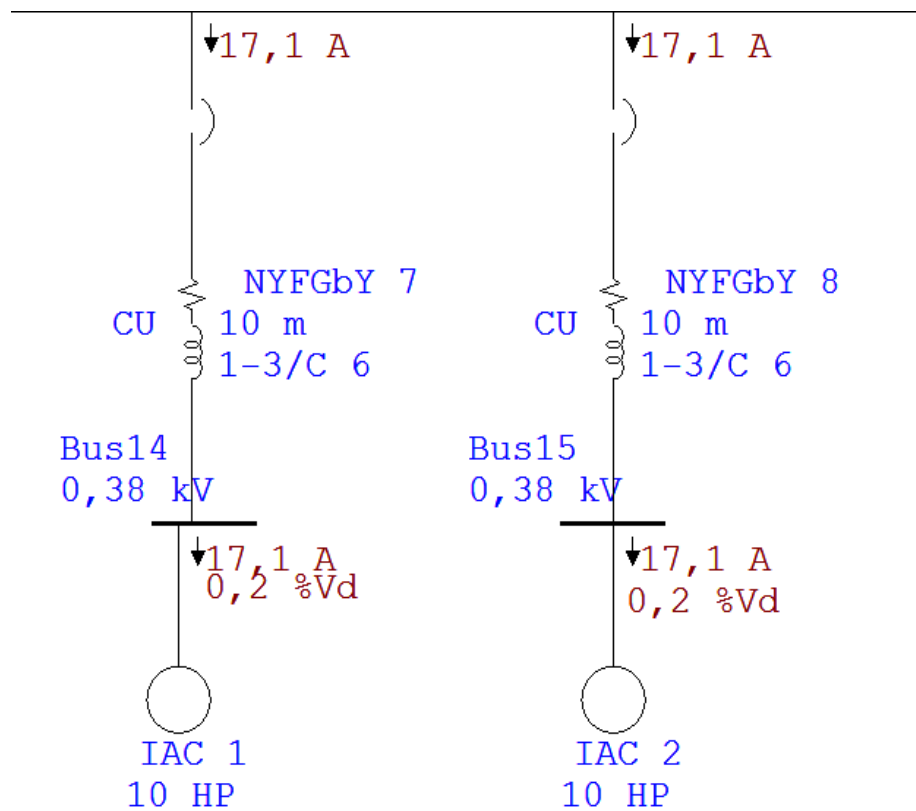 17,1 A
17,1 A
NYFGbY 7
CU
10 m
1-3/C 6
NYFGbY 8
CU
10 m
1-3/C 6
Bus14
0,38 kV
Bus15
0,38 kV
17,1 A
0,2 %Vd
17,1 A
0,2 %Vd
IAC 1
10 HP
IAC 2
10 HP